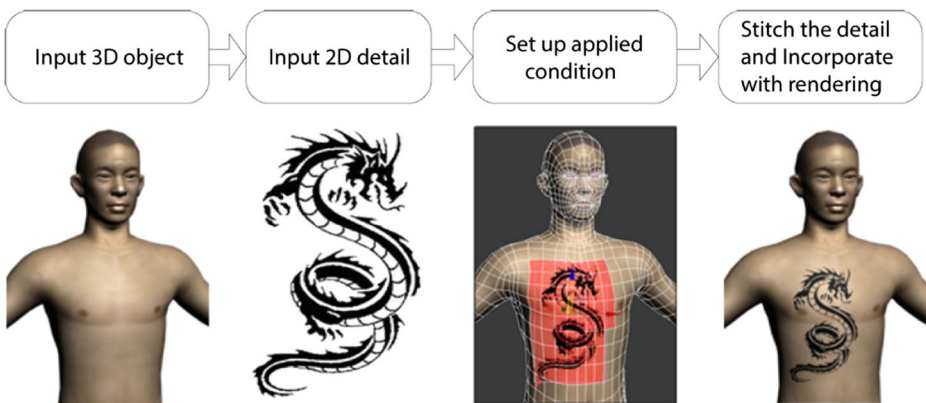 Input 3D object
Input 2D detail
Set up applied
condition
Stitch the detail
and Incorporate
with rendering